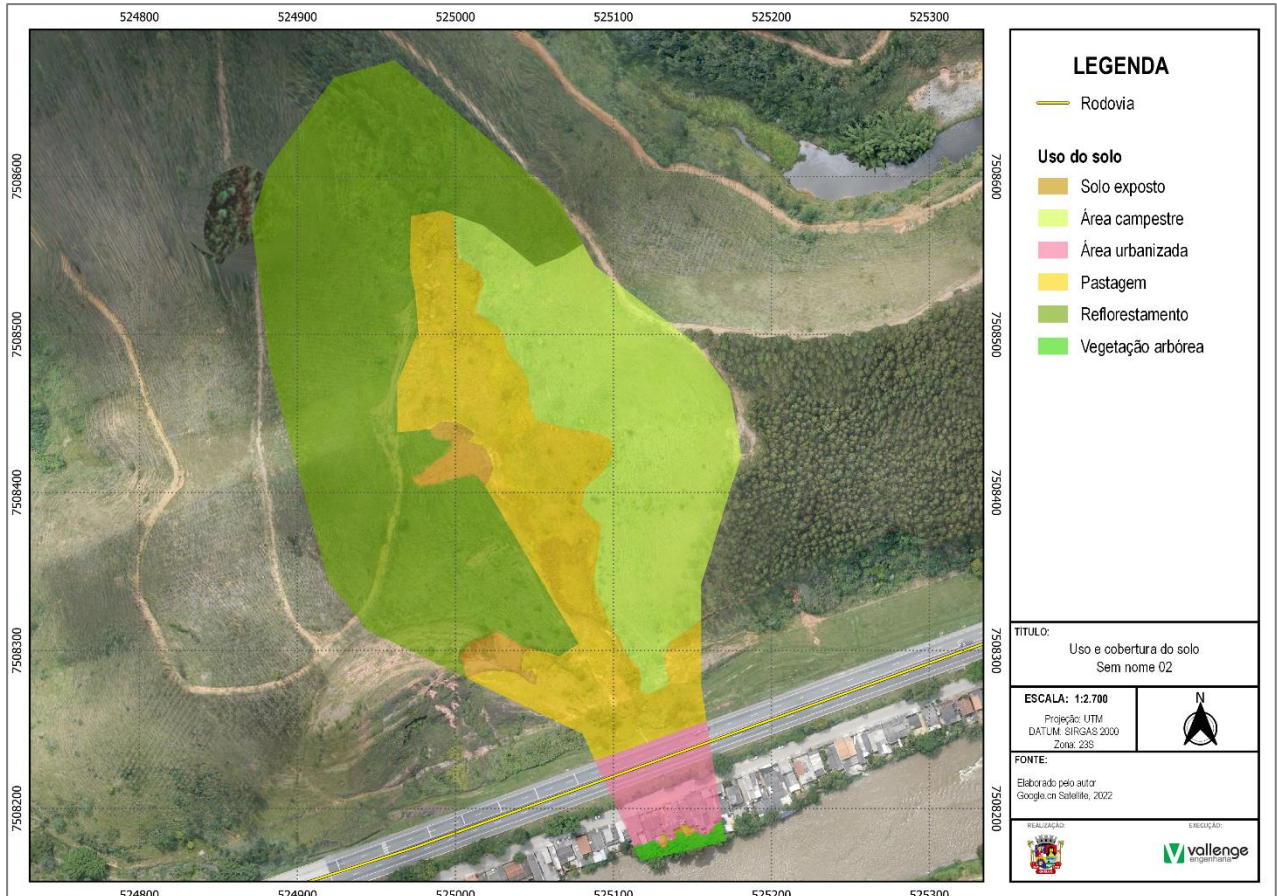 524800 524900 525000 525100 525200 525300
7508600
7508500
7508400
7508300
7508200
7508600
7508500
7508400
7508300
7508200
524800 524900 525000 525100 525200 525300
LEGENDA
Rodovia
Uso do solo
Solo exposto
Área campestre
Área urbanizada
Pastagem
Reflorestamento
Vegetação arbórea
TÍTULO:
Uso e cobertura do solo
Sem nome 02
ESCALA: 1:2.700
Projeção: UTM
DATUM: SIRGAS 2000
Zona: 23S
N
FONTE:
Elaborado pelo autor
Google.cn Satellite, 2022
REALIZAÇÃO:
EXECUÇÃO:
vallenge
engenharia